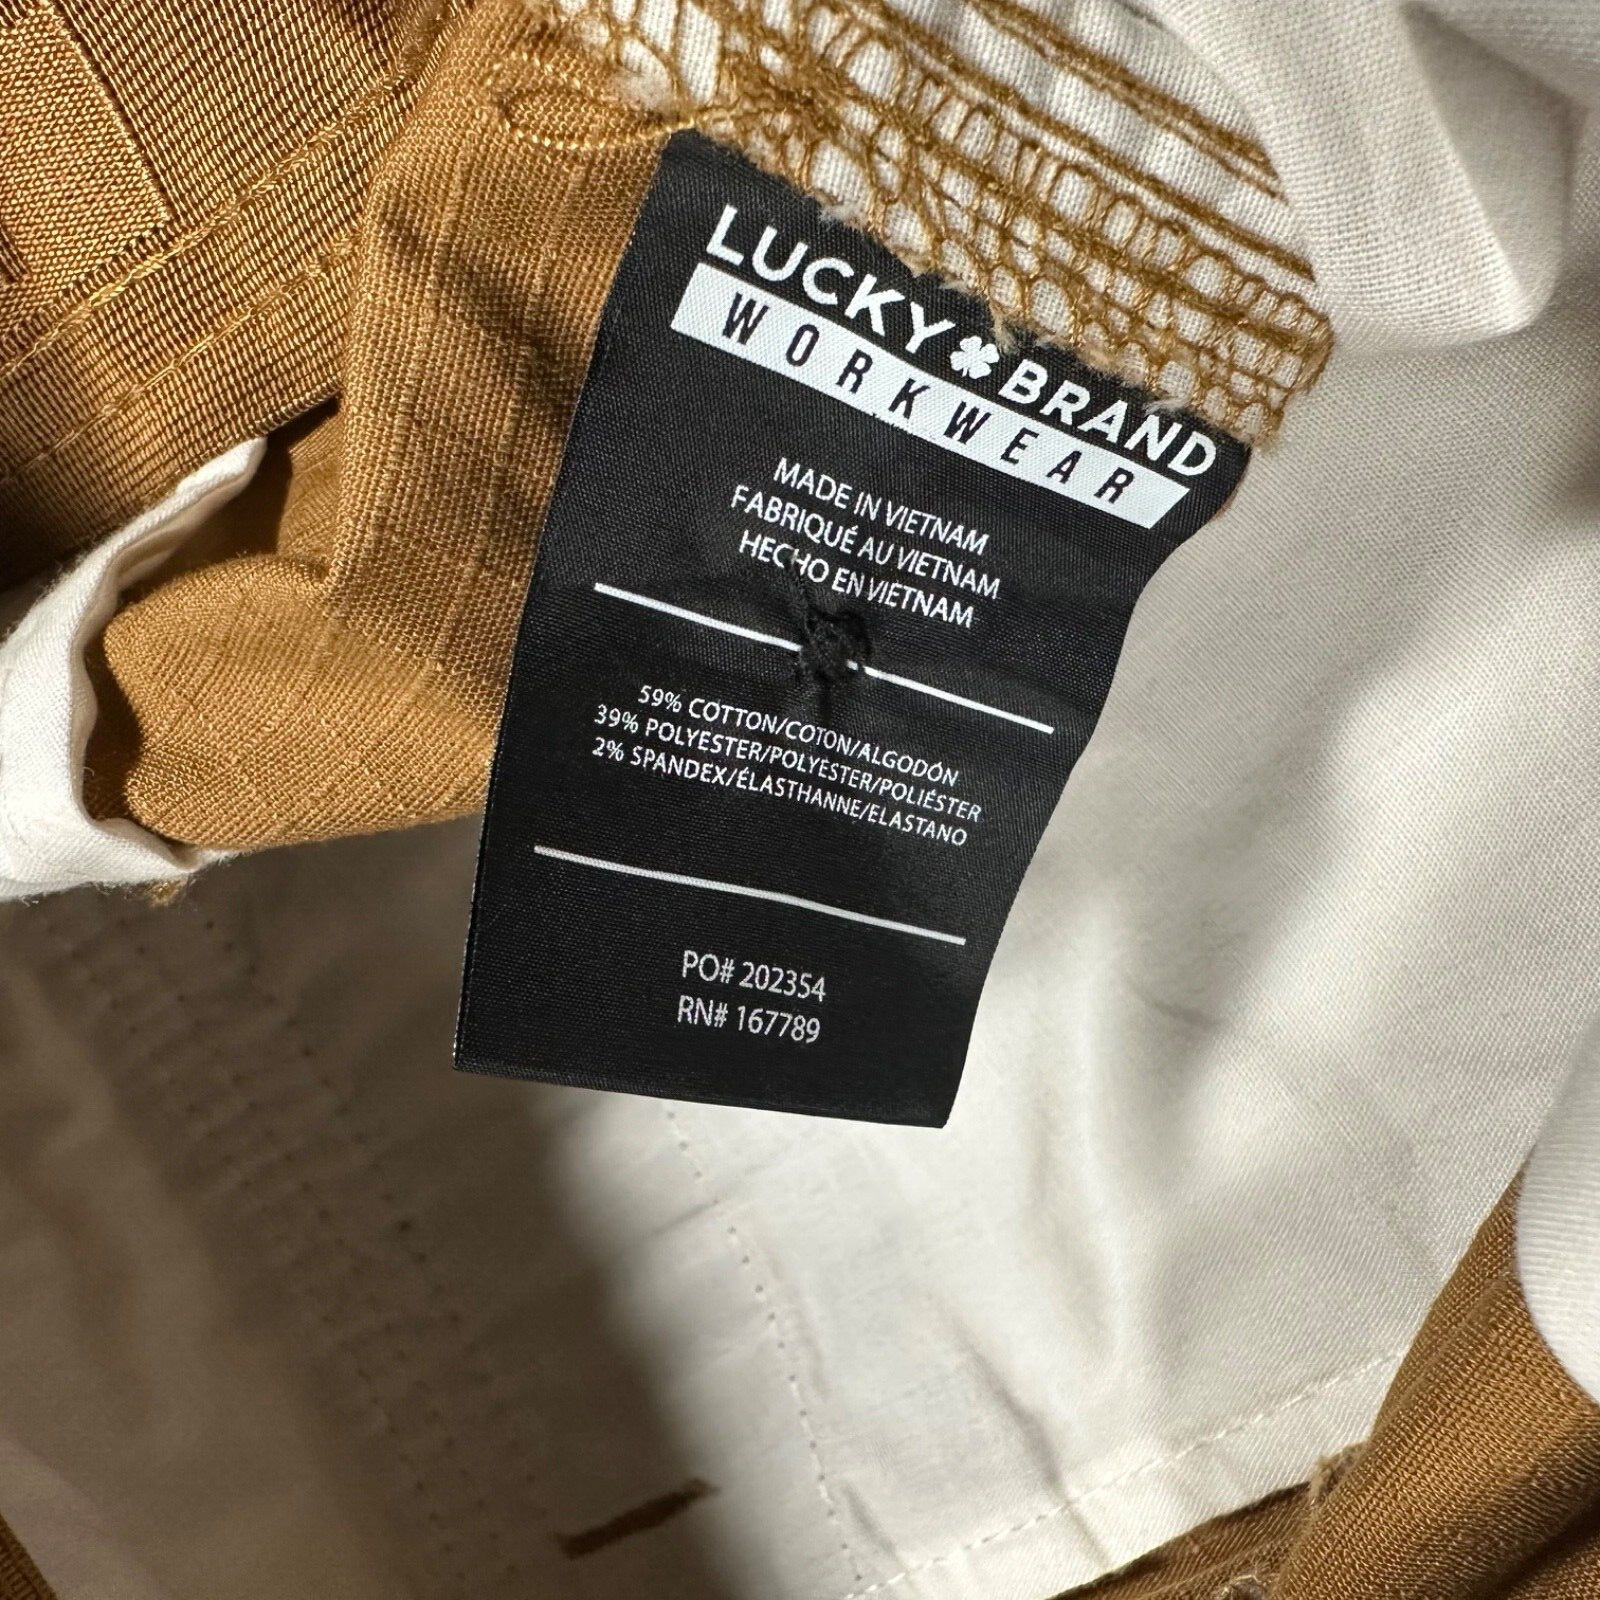 LUCKY BRAND
WORKWEAR
MADE IN VIETNAM
FABRIQUÉ AU VIETNAM
HECHO EN VIETNAM
59% COTTON/COTON/ALGODÓN
39% POLYESTER/POLYESTER/POLIÉSTER
2% SPANDEX/ÉLASTHANNE/ELASTANO
PO# 202354
RN# 167789